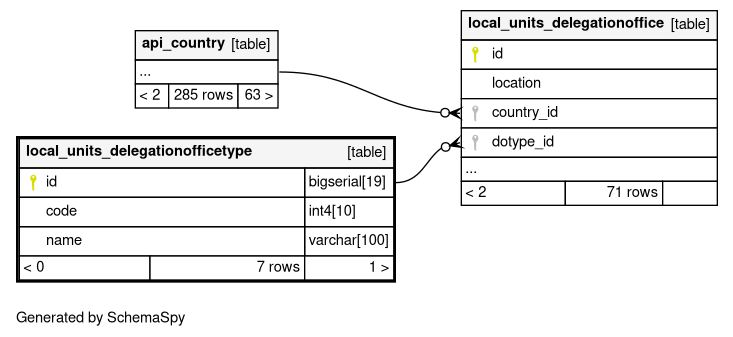 api_country [table]
...
< 2 285 rows 63 >
local_units_delegationoffice [table]
id
location
country_id
dotype_id
...
< 2 71 rows
local_units_delegationofficetype [table]
id bigserial[19]
code int4[10]
name varchar[100]
< 0 7 rows 1 >
Generated by SchemaSpy